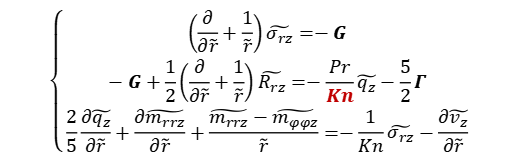 (∂/∂r̃ + 1/r̃) σ̃_rz = − G
− G + 1/2 (∂/∂r̃ + 1/r̃) R̃_rz = − Pr/Kn q̃_z − 5/2 Γ
2/5 ∂q̃_z/∂r̃ + ∂m̃_rrz/∂r̃ + (m̃_rrz − m̃_φφz)/r̃ = − 1/Kn σ̃_rz − ∂ṽ_z/∂r̃